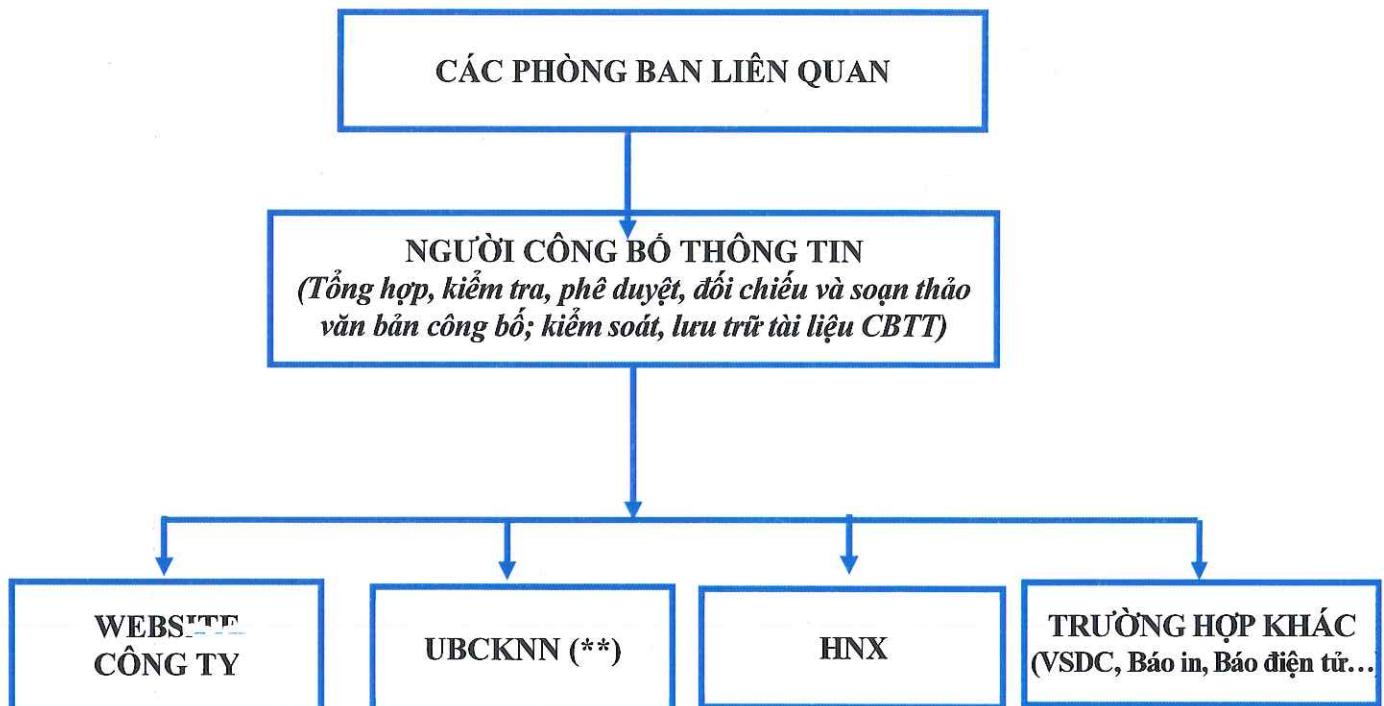 CÁC PHÒNG BAN LIÊN QUAN
NGƯỜI CÔNG BỐ THÔNG TIN
(Tổng hợp, kiểm tra, phê duyệt, đối chiếu và soạn thảo
văn bản công bố; kiểm soát, lưu trữ tài liệu CBTT)
WEBSITE
CÔNG TY
UBCKNN (**)
HNX
TRƯỜNG HỢP KHÁC
(VSDC, Báo in, Báo điện tử…